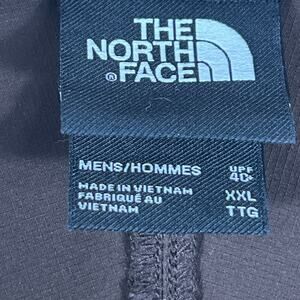 THE
NORTH
® FACE
MENS/HOMMES
UPF
40+
MADE IN VIETNAM
FABRIQUÉ AU
VIETNAM
XXL
TTG